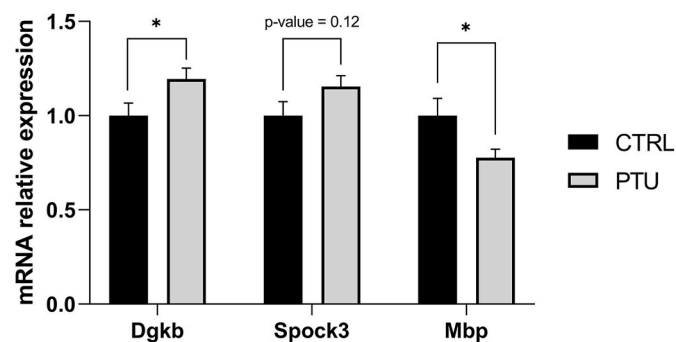 mRNA relative expression
1.5
1.0
0.5
0.0
*
p-value = 0.12
*
Dgkb
Spock3
Mbp
CTRL
PTU